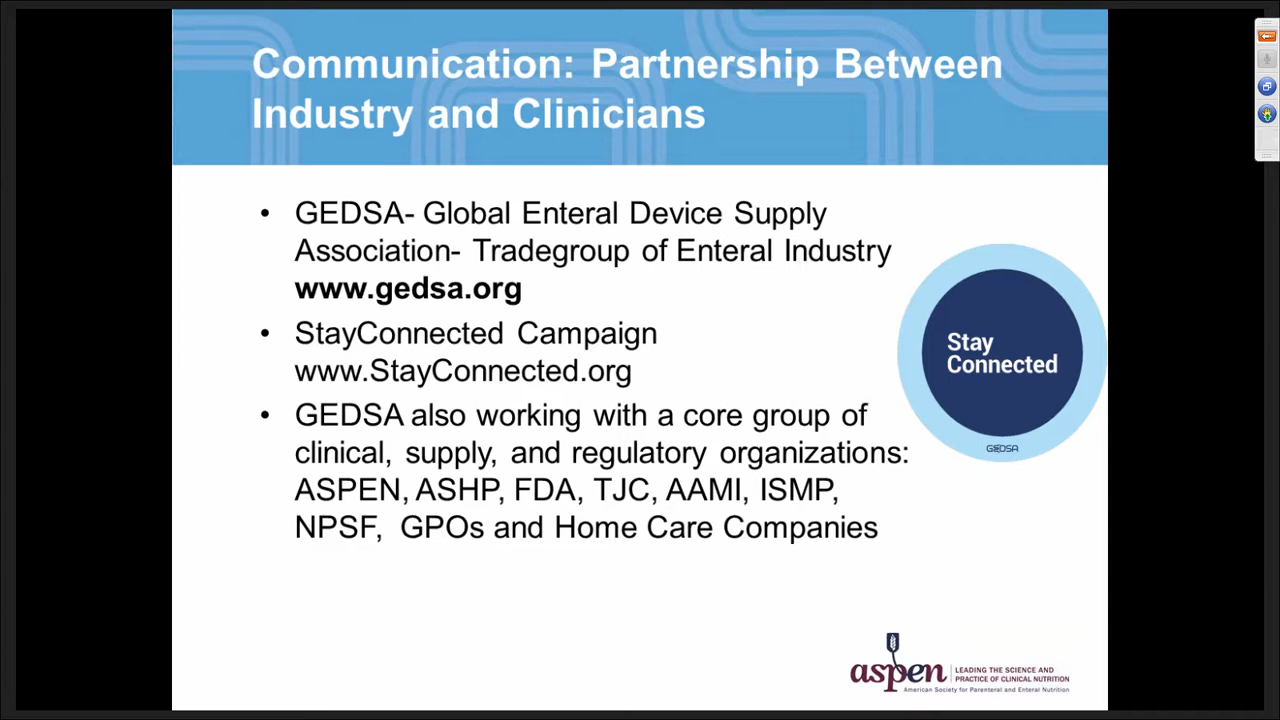 Communication: Partnership Between
Industry and Clinicians
• GEDSA- Global Enteral Device Supply
Association- Tradegroup of Enteral Industry
www.gedsa.org
• StayConnected Campaign
www.StayConnected.org
• GEDSA also working with a core group of
clinical, supply, and regulatory organizations:
ASPEN, ASHP, FDA, TJC, AAMI, ISMP,
NPSF, GPOs and Home Care Companies
Stay
Connected
GEDSA
aspen
LEADING THE SCIENCE AND
PRACTICE OF CLINICAL NUTRITION
American Society for Parenteral and Enteral Nutrition